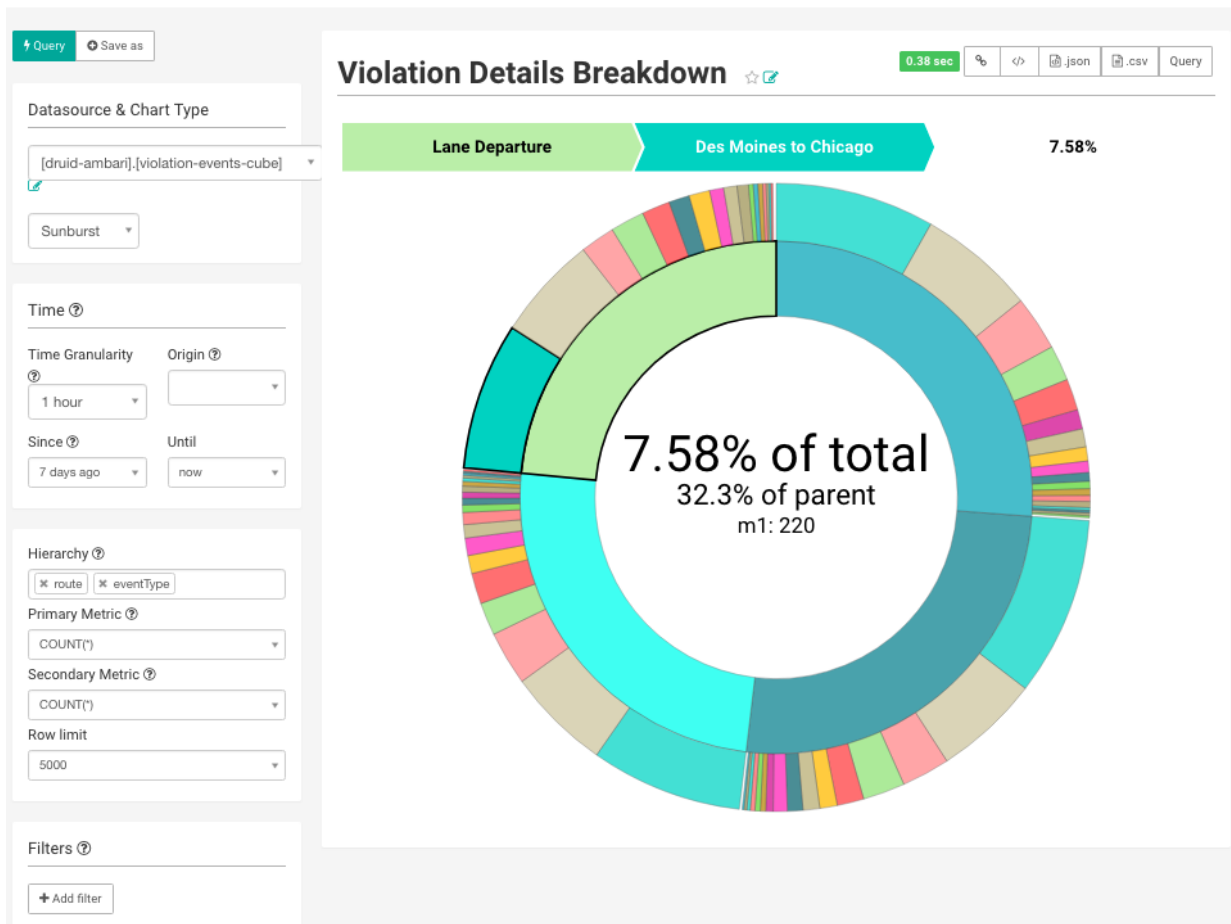 Query
Save as
Violation Details Breakdown
0.38 sec
</>
.json
.csv
Query
Datasource & Chart Type
[druid-ambari].[violation-events-cube]
Sunburst
Lane Departure
Des Moines to Chicago
7.58%
Time
Time Granularity
Origin
1 hour
Since
Until
7 days ago
now
7.58% of total
32.3% of parent
m1: 220
Hierarchy
route
eventType
Primary Metric
COUNT(*)
Secondary Metric
COUNT(*)
Row limit
5000
Filters
Add filter